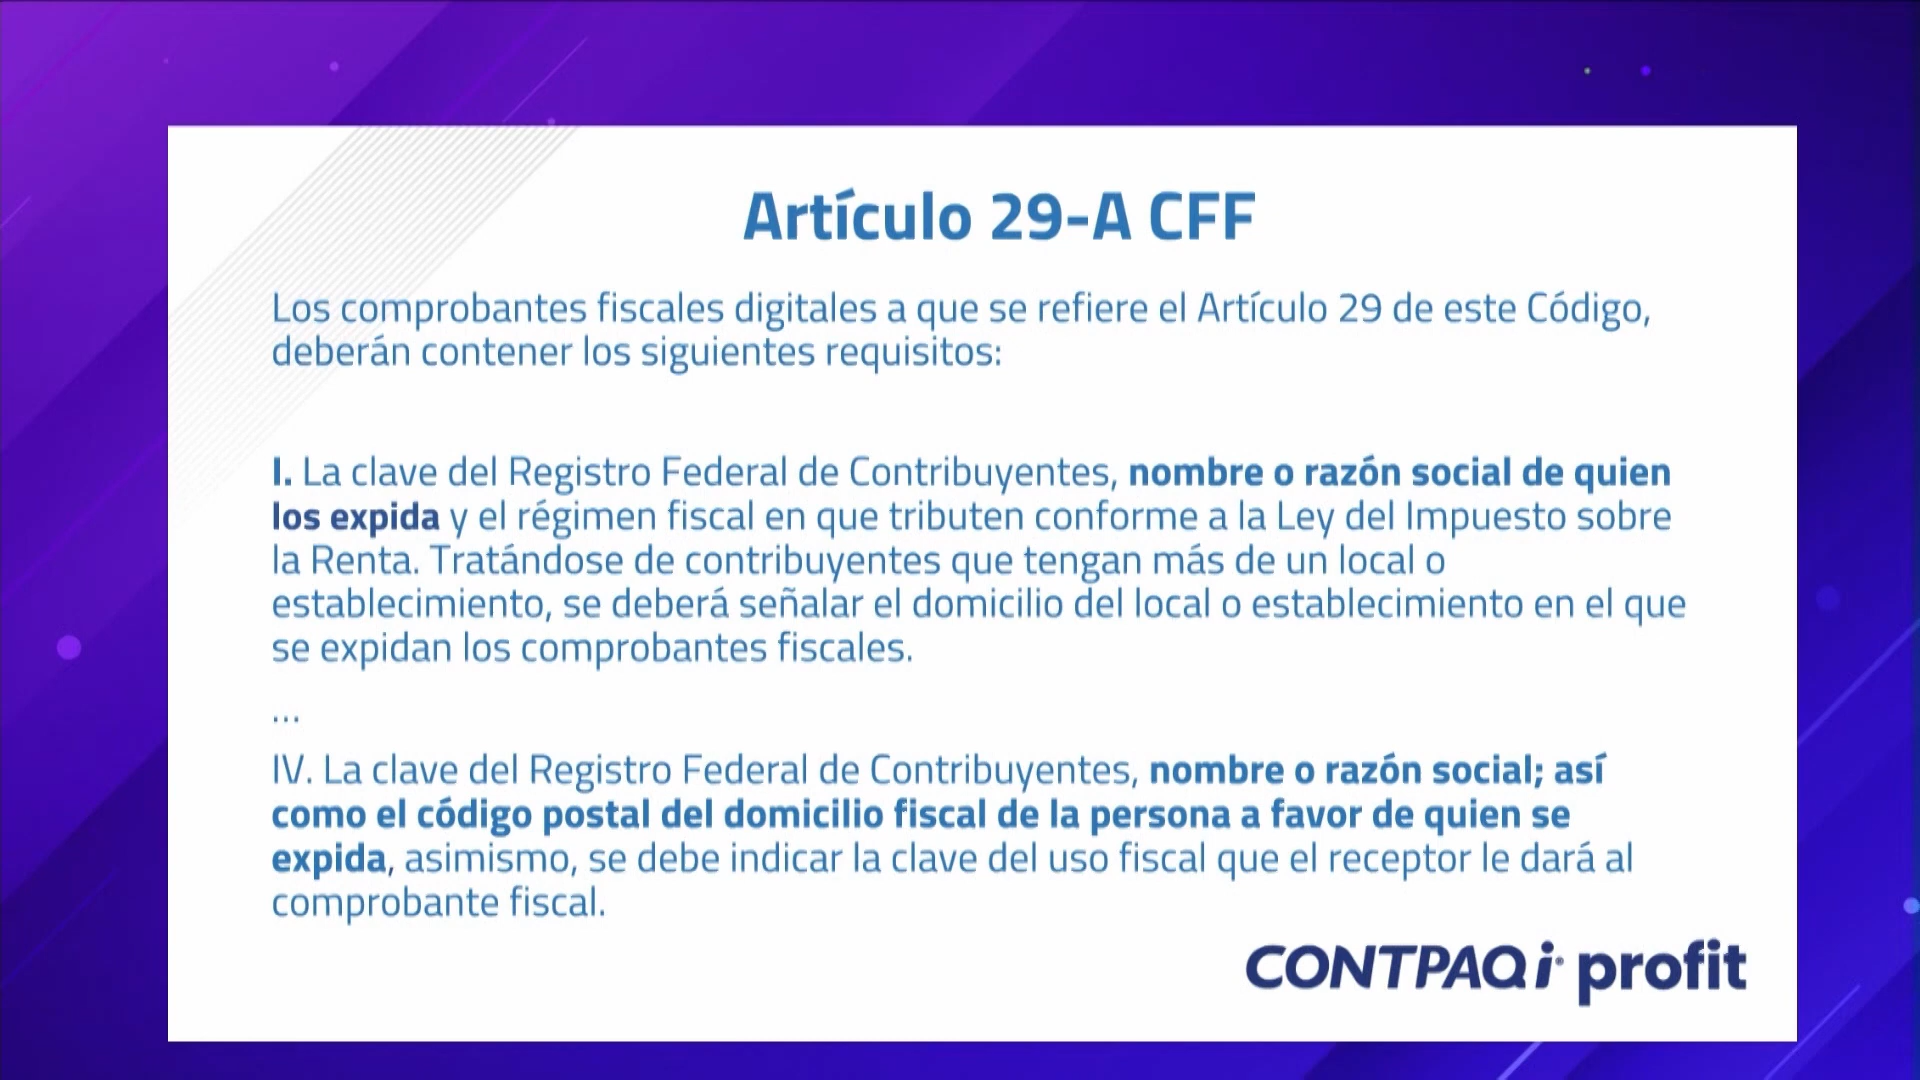 Artículo 29-A CFF
Los comprobantes fiscales digitales a que se refiere el Artículo 29 de este Código,
deberán contener los siguientes requisitos:
I. La clave del Registro Federal de Contribuyentes, nombre o razón social de quien
los expida y el régimen fiscal en que tributen conforme a la Ley del Impuesto sobre
la Renta. Tratándose de contribuyentes que tengan más de un local o
establecimiento, se deberá señalar el domicilio del local o establecimiento en el que
se expidan los comprobantes fiscales.
...
IV. La clave del Registro Federal de Contribuyentes, nombre o razón social; así
como el código postal del domicilio fiscal de la persona a favor de quien se
expida, asimismo, se debe indicar la clave del uso fiscal que el receptor le dará al
comprobante fiscal.
CONTPAQi® profit